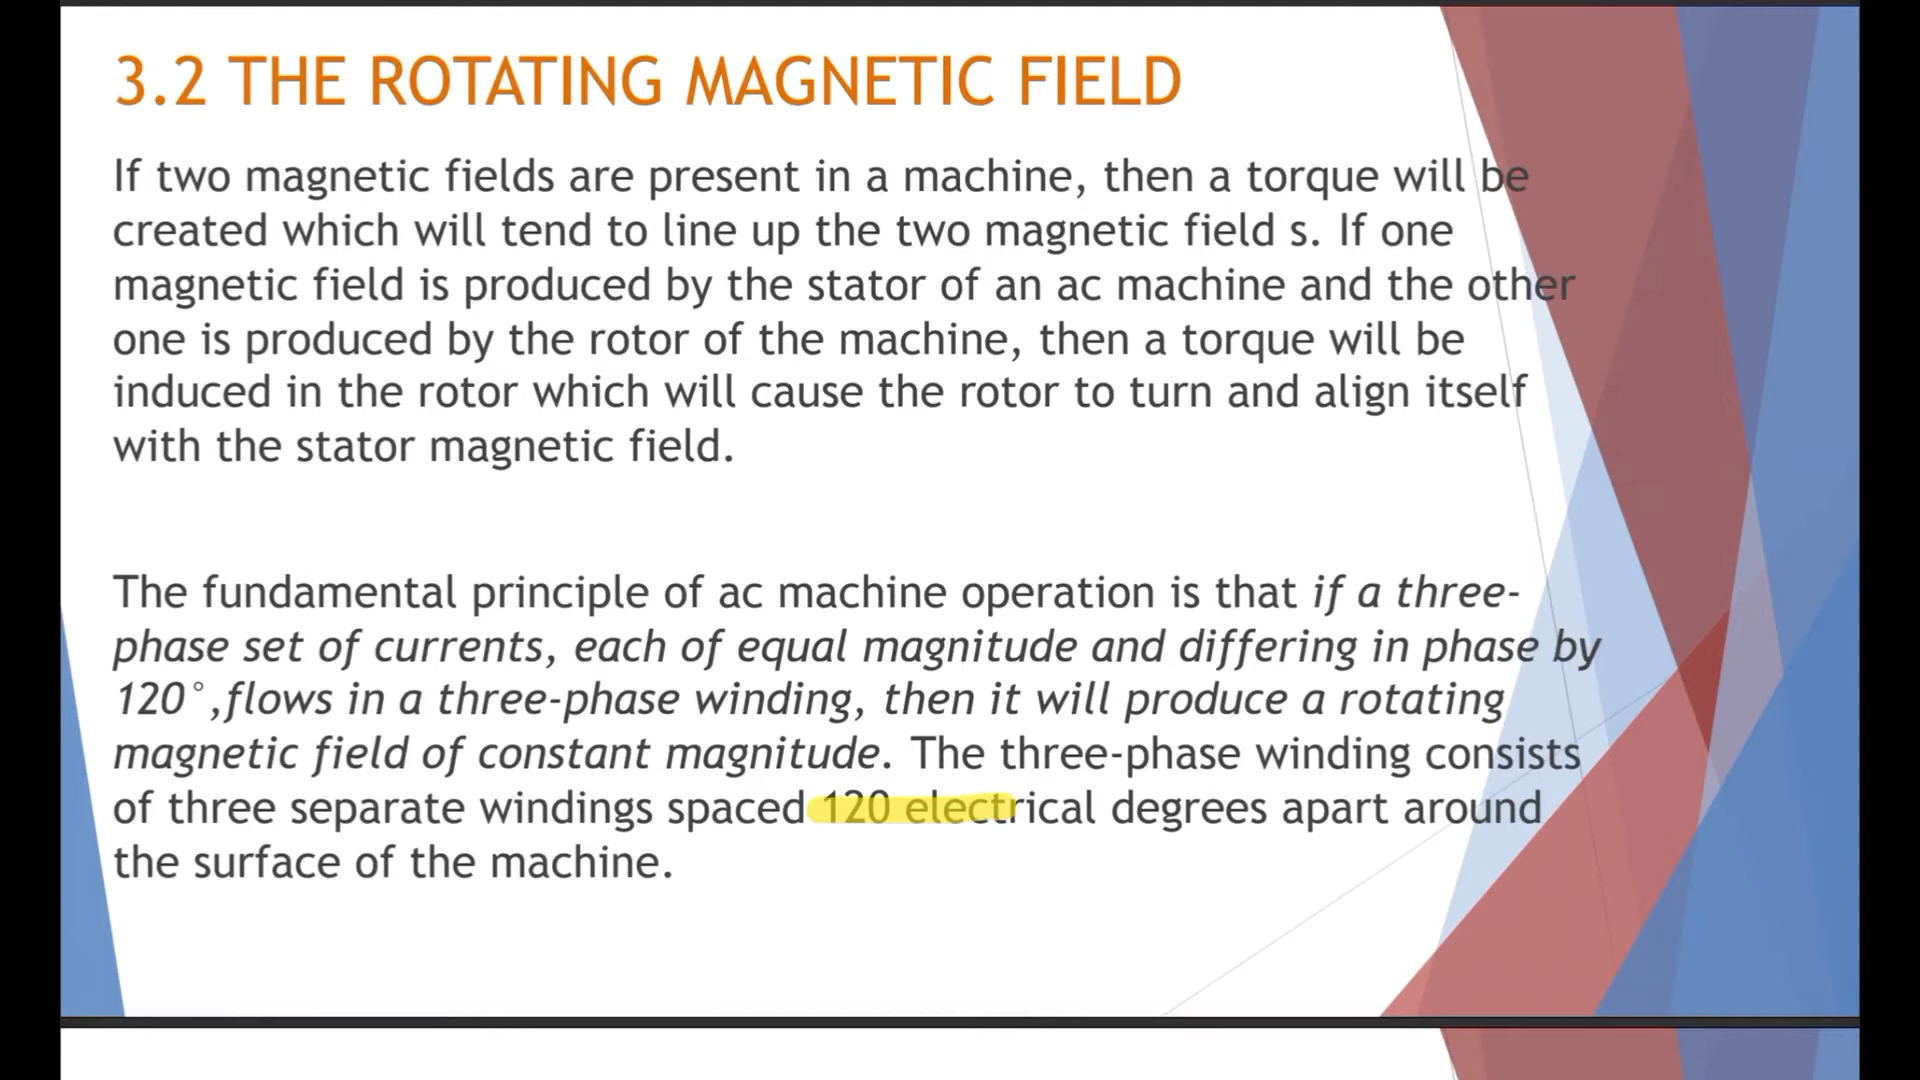 3.2 THE ROTATING MAGNETIC FIELD
If two magnetic fields are present in a machine, then a torque will be
created which will tend to line up the two magnetic field s. If one
magnetic field is produced by the stator of an ac machine and the other
one is produced by the rotor of the machine, then a torque will be
induced in the rotor which will cause the rotor to turn and align itself
with the stator magnetic field.
The fundamental principle of ac machine operation is that if a three-
phase set of currents, each of equal magnitude and differing in phase by
120°,flows in a three-phase winding, then it will produce a rotating
magnetic field of constant magnitude. The three-phase winding consists
of three separate windings spaced 120 electrical degrees apart around
the surface of the machine.